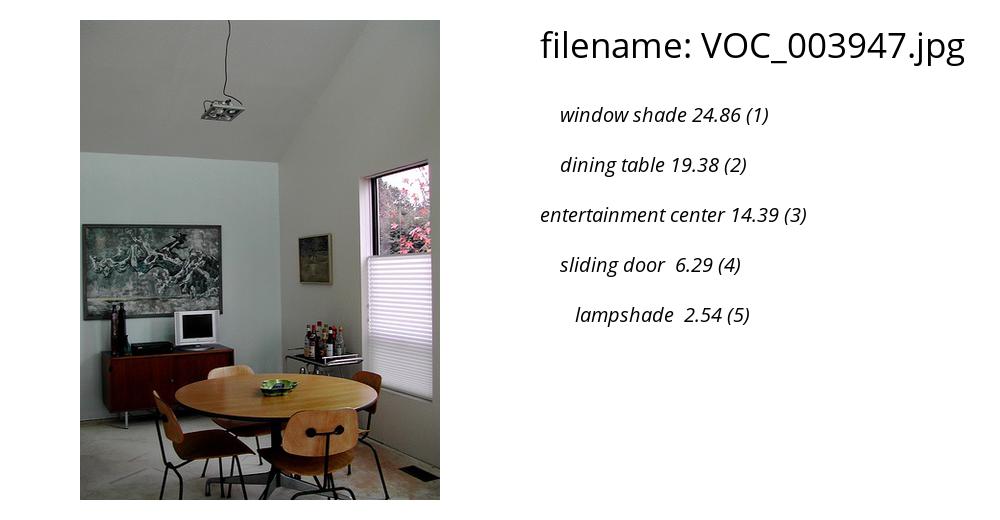 filename: VOC_003947.jpg
window shade 24.86 (1)
dining table 19.38 (2)
entertainment center 14.39 (3)
sliding door 6.29 (4)
lampshade 2.54 (5)